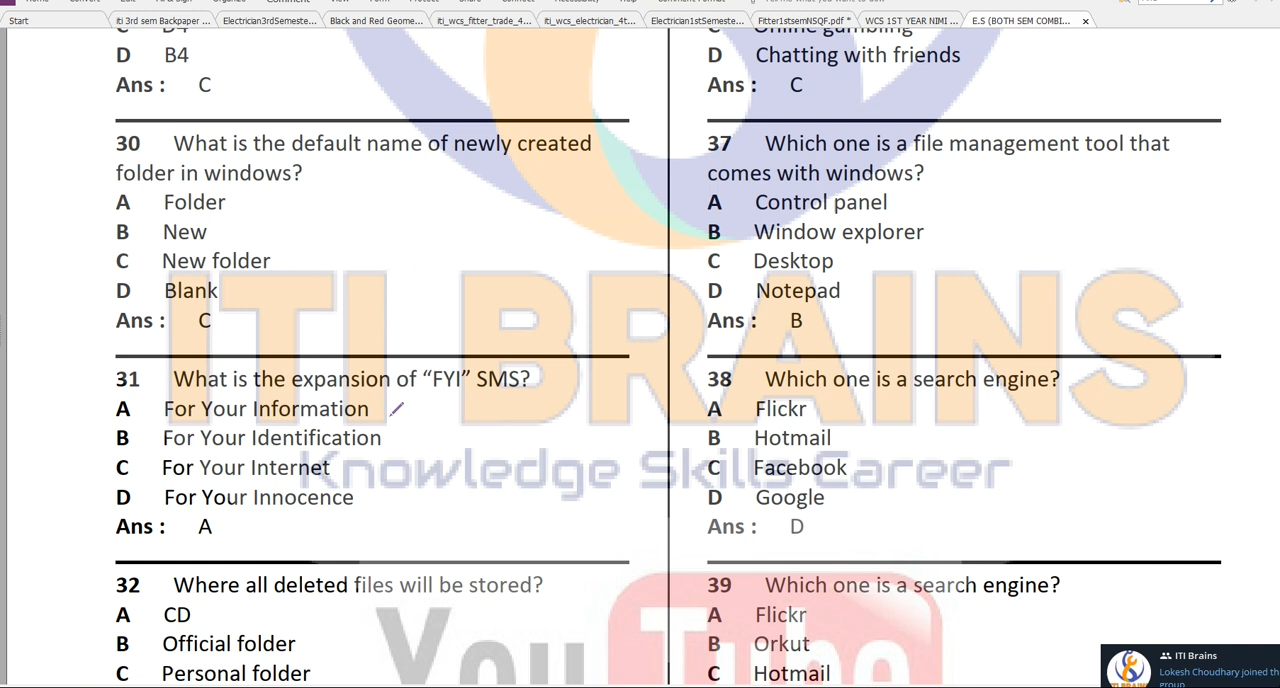 Start
iti 3rd sem Backpaper ...
Electrician3rdSemeste...
Black and Red Geome...
iti_wcs_fitter_trade_4...
iti_wcs_electrician_4t...
Electrician1stSemeste...
Fitter1stsemNSQF.pdf *
WCS 1ST YEAR NIMI ...
E.S (BOTH SEM COMBI...
D B4
Ans : C
30 What is the default name of newly created
folder in windows?
A Folder
B New
C New folder
D Blank
Ans : C
31 What is the expansion of “FYI” SMS?
A For Your Information
B For Your Identification
C For Your Internet
D For Your Innocence
Ans : A
32 Where all deleted files will be stored?
A CD
B Official folder
C Personal folder
C Online gambling
D Chatting with friends
Ans : C
37 Which one is a file management tool that
comes with windows?
A Control panel
B Window explorer
C Desktop
D Notepad
Ans : B
38 Which one is a search engine?
A Flickr
B Hotmail
C Facebook
D Google
Ans : D
39 Which one is a search engine?
A Flickr
B Orkut
C Hotmail
ITI BRAINS
Knowledge Skills Career
YouTube
ITI Brains
Lokesh Choudhary joined th
group